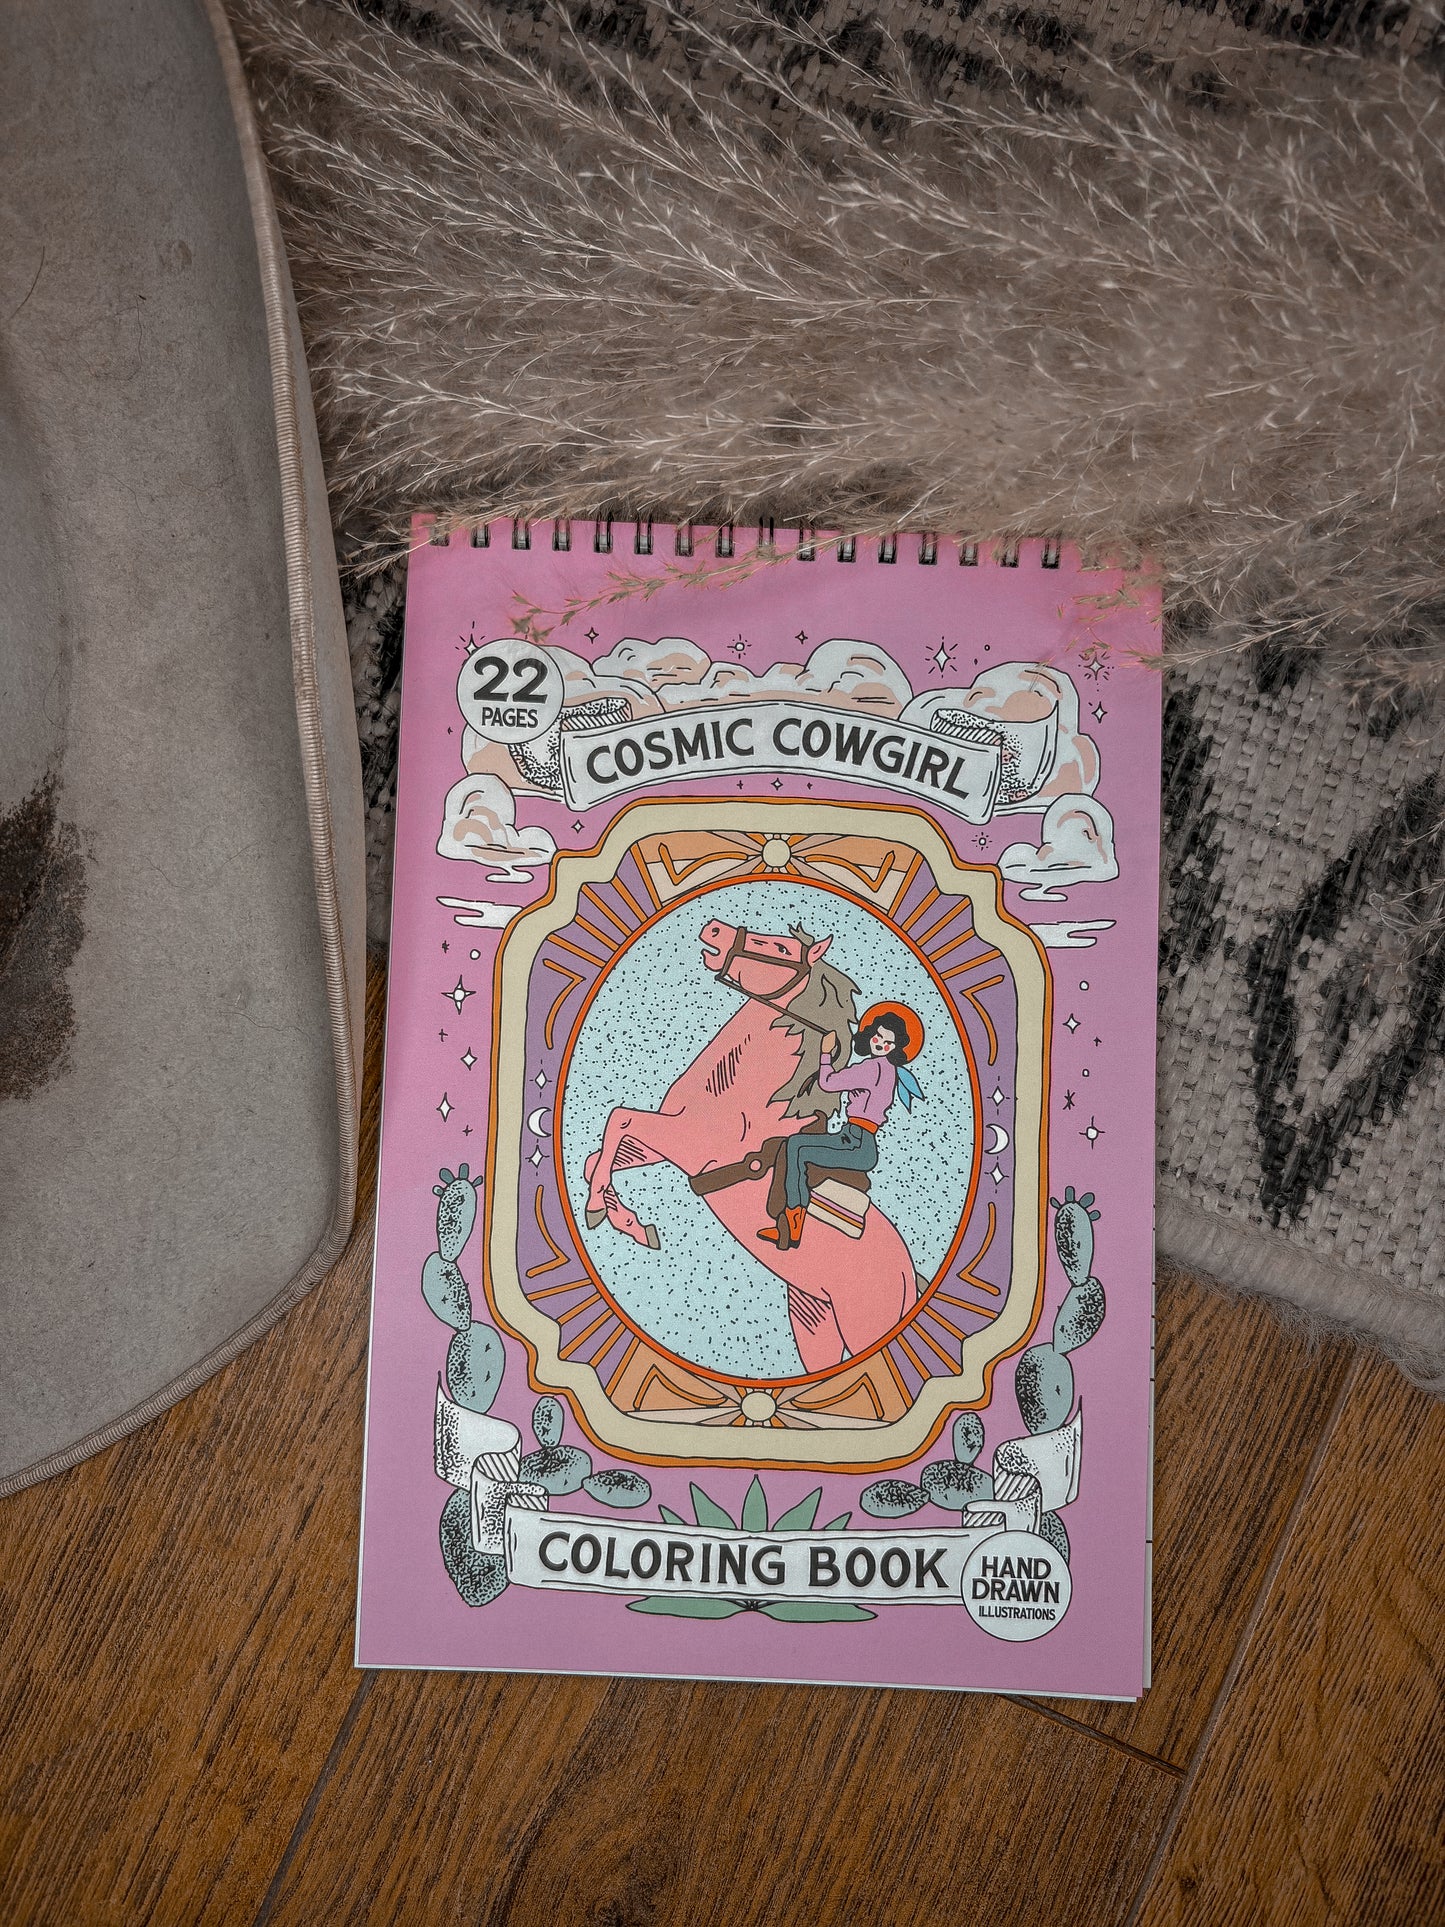 22
PAGES
COSMIC COWGIRL
COLORING BOOK
HAND
DRAWN
ILLUSTRATIONS